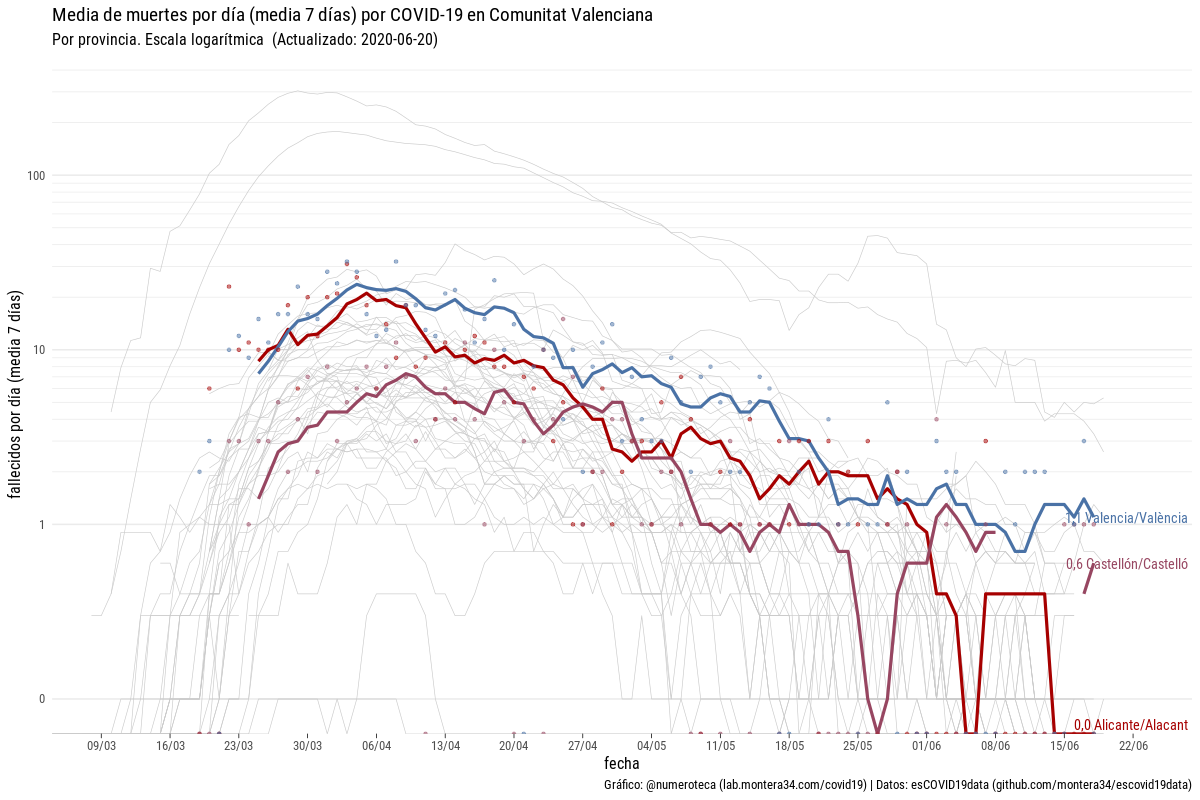 Media de muertes por día (media 7 días) por COVID-19 en Comunitat Valenciana
Por provincia. Escala logarítmica (Actualizado: 2020-06-20)
fallecidos por día (media 7 días)
100
10
1
0
1,1 Valencia/València
0,6 Castellón/Castelló
0,0 Alicante/Alacant
09/03 16/03 23/03 30/03 06/04 13/04 20/04 27/04 04/05 11/05 18/05 25/05 01/06 08/06 15/06 22/06
fecha
Gráfico: @numeroteca (lab.montera34.com/covid19) | Datos: esCOVID19data (github.com/montera34/escovid19data)